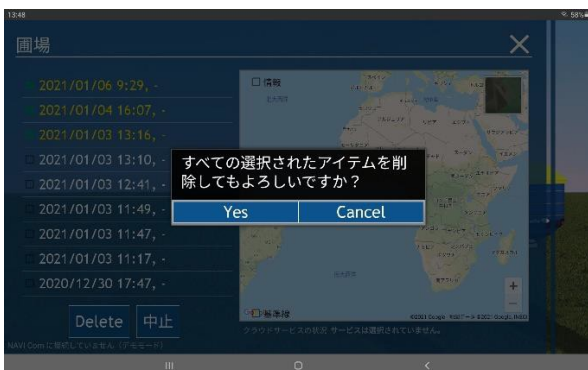 13:48
58%
圃場
2021/01/06 9:29, -
2021/01/04 16:07, -
2021/01/03 13:16, -
2021/01/03 13:10, -
2021/01/03 12:41, -
2021/01/03 11:49, -
2021/01/03 11:47, -
2021/01/03 11:17, -
2020/12/30 17:47, -
情報
すべての選択されたアイテムを削
除してもよろしいですか？
Yes
Cancel
基準線
Delete
中止
クラウドサービスの状況 サービスは選択されていません。
NAVI Comに接続していません（デモモード）